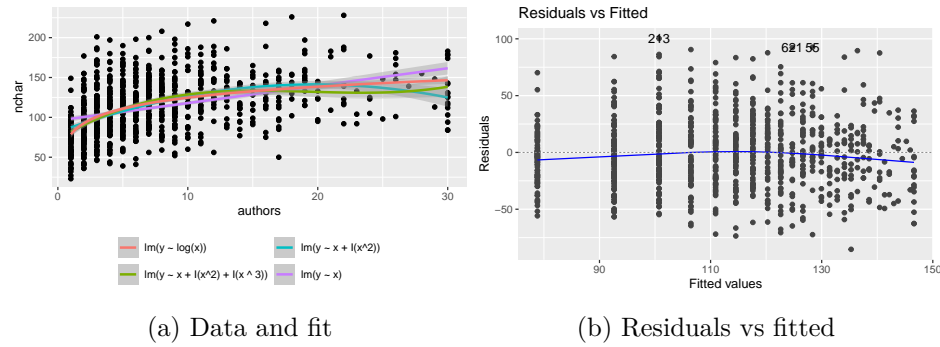 Residuals vs Fitted
200
150
100
50
nchar
0
10
20
30
authors
lm(y ~ log(x))
lm(y ~ x + I(x^2))
lm(y ~ x + I(x^2) + I(x ^ 3))
lm(y ~ x)
(a) Data and fit
100
50
0
−50
Residuals
213
90
110
130
150
Fitted values
(b) Residuals vs fitted